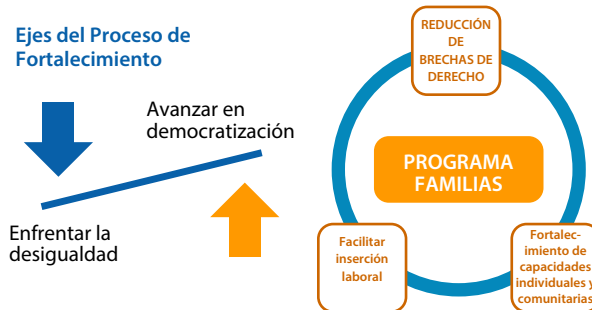 Ejes del Proceso de
Fortalecimiento
Avanzar en
democratización
Enfrentar la
desigualdad
REDUCCIÓN
DE
BRECHAS DE
DERECHO
PROGRAMA
FAMILIAS
Facilitar
inserción
laboral
Fortalec-
imiento de
capacidades
individuales y
comunitarias